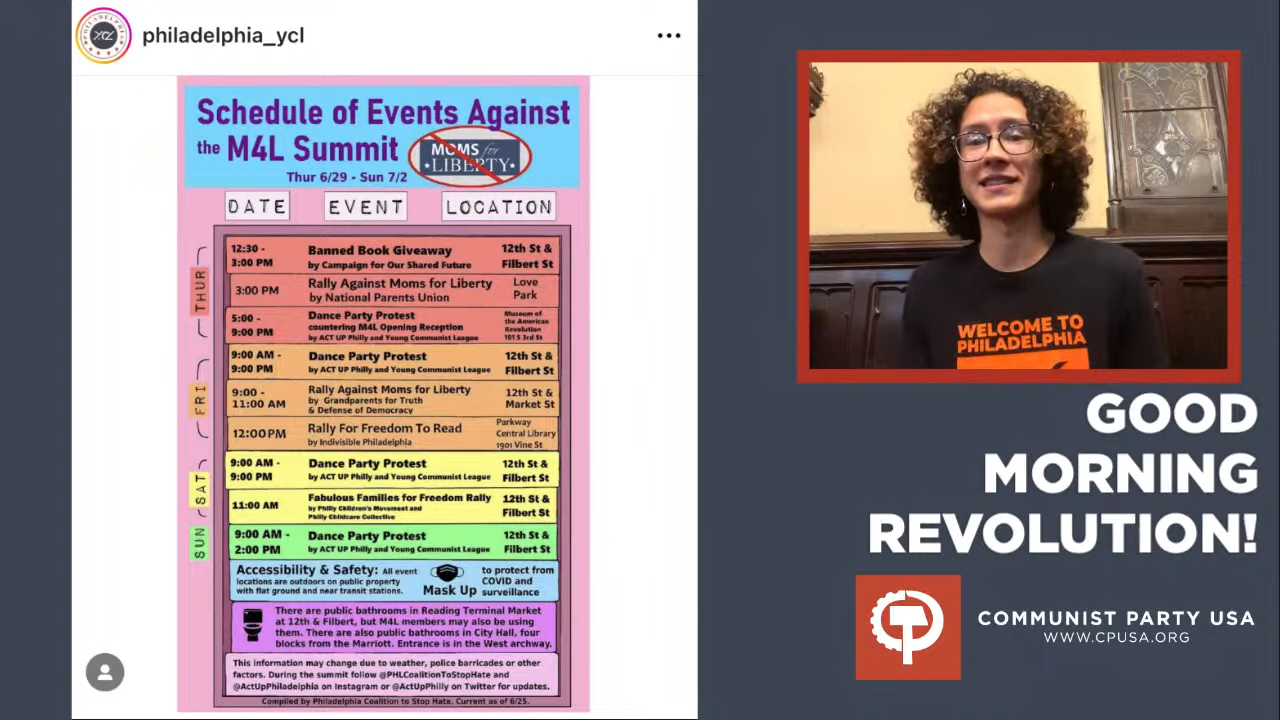 philadelphia_ycl
Schedule of Events Against
the M4L Summit
MOMS for
LIBERTY
Thur 6/29 - Sun 7/2
DATE EVENT LOCATION
THUR
12:30 -
3:00 PM
Banned Book Giveaway
by Campaign for Our Shared Future
12th St &
Filbert St
3:00 PM
Rally Against Moms for Liberty
by National Parents Union
Love
Park
5:00 -
9:00 PM
Dance Party Protest
countering M4L Opening Reception
by ACT UP Philly and Young Communist League
Museum of
the American
Revolution
101 S 3rd St
FRI
9:00 AM -
9:00 PM
Dance Party Protest
by ACT UP Philly and Young Communist League
12th St &
Filbert St
9:00 -
11:00 AM
Rally Against Moms for Liberty
by Grandparents for Truth
& Defense of Democracy
12th St &
Market St
12:00PM
Rally For Freedom To Read
by Indivisible Philadelphia
Parkway
Central Library
1901 Vine St
SAT
9:00 AM -
9:00 PM
Dance Party Protest
by ACT UP Philly and Young Communist League
12th St &
Filbert St
11:00 AM
Fabulous Families for Freedom Rally
by Philly Children's Movement and
Philly Childcare Collective
12th St &
Filbert St
SUN
9:00 AM -
2:00 PM
Dance Party Protest
by ACT UP Philly and Young Communist League
12th St &
Filbert St
Accessibility & Safety: All event
locations are outdoors on public property
with flat ground and near transit stations.
Mask Up
to protect from
COVID and
surveillance
There are public bathrooms in Reading Terminal Market
at 12th & Filbert, but M4L members may also be using
them. There are also public bathrooms in City Hall, four
blocks from the Marriott. Entrance is in the West archway.
This information may change due to weather, police barricades or other
factors. During the summit follow @PHLCoalitionToStopHate and
@ActUpPhiladelphia on Instagram or @ActUpPhilly on Twitter for updates.
Compiled by Philadelphia Coalition to Stop Hate. Current as of 6/25.
WELCOME TO
PHILADELPHIA
GOOD
MORNING
REVOLUTION!
COMMUNIST PARTY USA
WWW.CPUSA.ORG